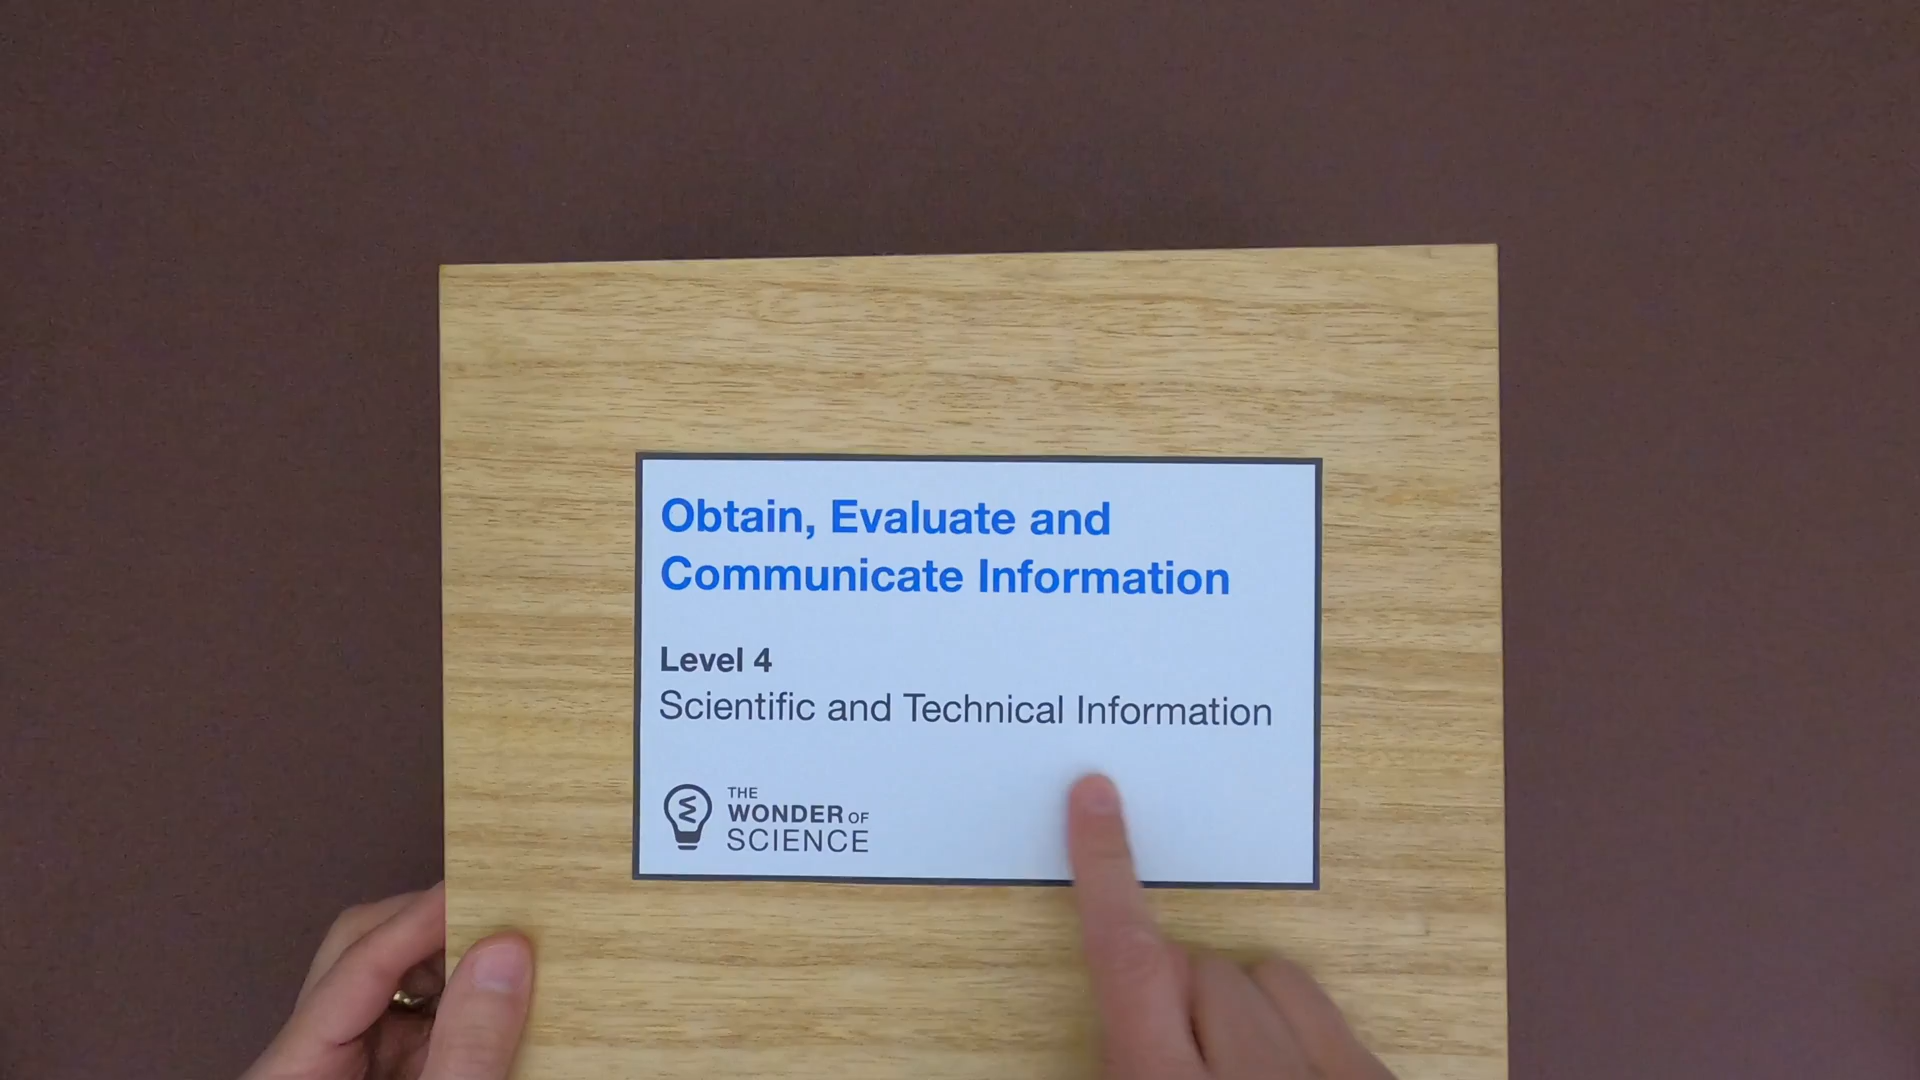 Obtain, Evaluate and
Communicate Information
Level 4
Scientific and Technical Information
THE
WONDER OF
SCIENCE